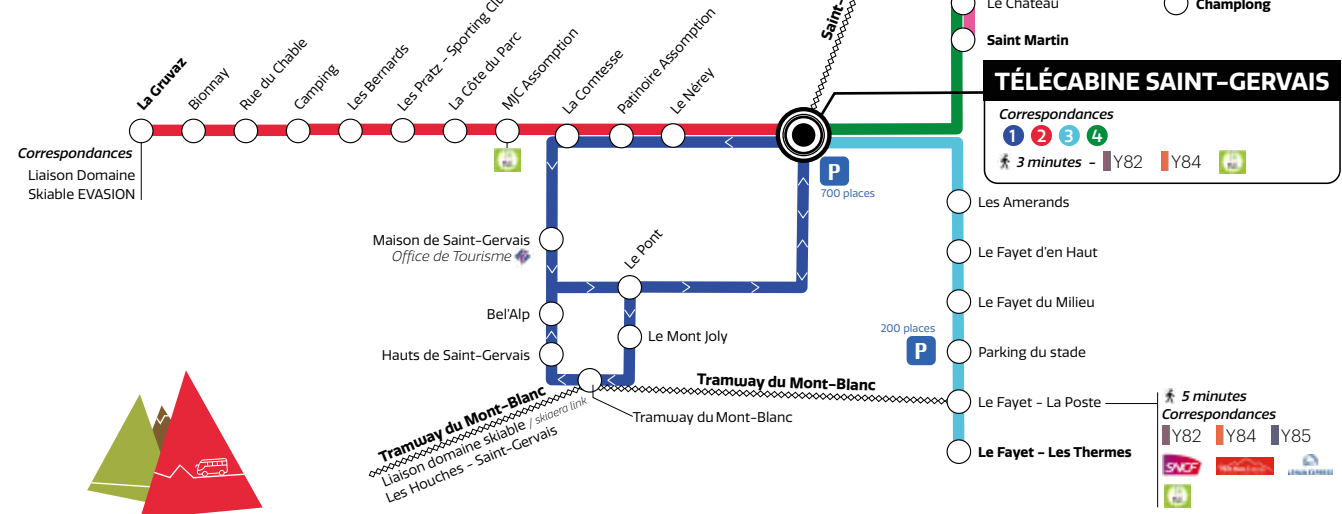 Le Château
Champlong
Saint Martin
Saint-
La Gruvaz
Bionnay
Rue du Chable
Camping
Les Bernards
Les Pratz - Sporting Clu
La Côte du Parc
MJC Assomption
La Comtesse
Patinoire Assomption
Le Nérey
TÉLÉCABINE SAINT-GERVAIS
Correspondances
1 2 3 4
3 minutes - Y82 Y84
Correspondances
Liaison Domaine
Skiable EVASION
P
700 places
Les Amerands
Maison de Saint-Gervais
Office de Tourisme
Le Pont
Le Fayet d'en Haut
Le Fayet du Milieu
Bel'Alp
Le Mont Joly
Hauts de Saint-Gervais
200 places
P
Parking du stade
Tramway du Mont-Blanc
Le Fayet - La Poste
Tramway du Mont-Blanc
Tramway du Mont-Blanc
Liaison domaine skiable / skiaera link
Les Houches - Saint-Gervais
Le Fayet - Les Thermes
5 minutes
Correspondances
Y82 Y84 Y85
SNCF